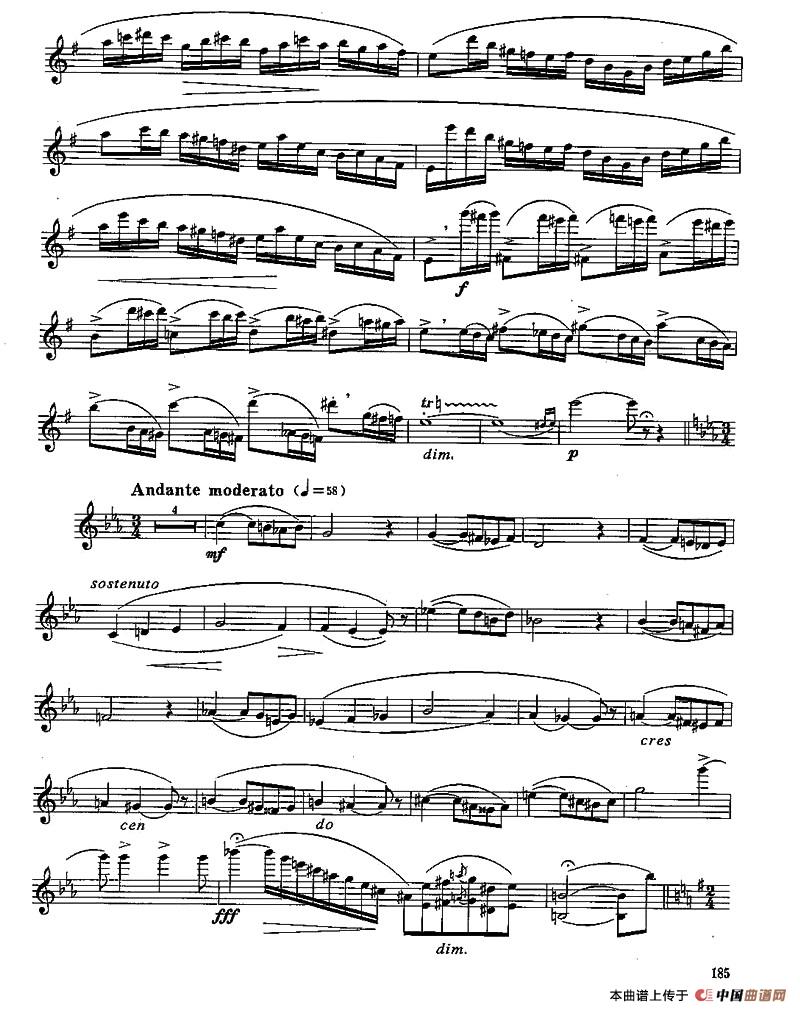 f
trh
dim.
p
Andante moderato (♩=58)
4
mf
sostenuto
cres
cen
do
fff
dim.
185
本曲谱上传于 中国曲谱网